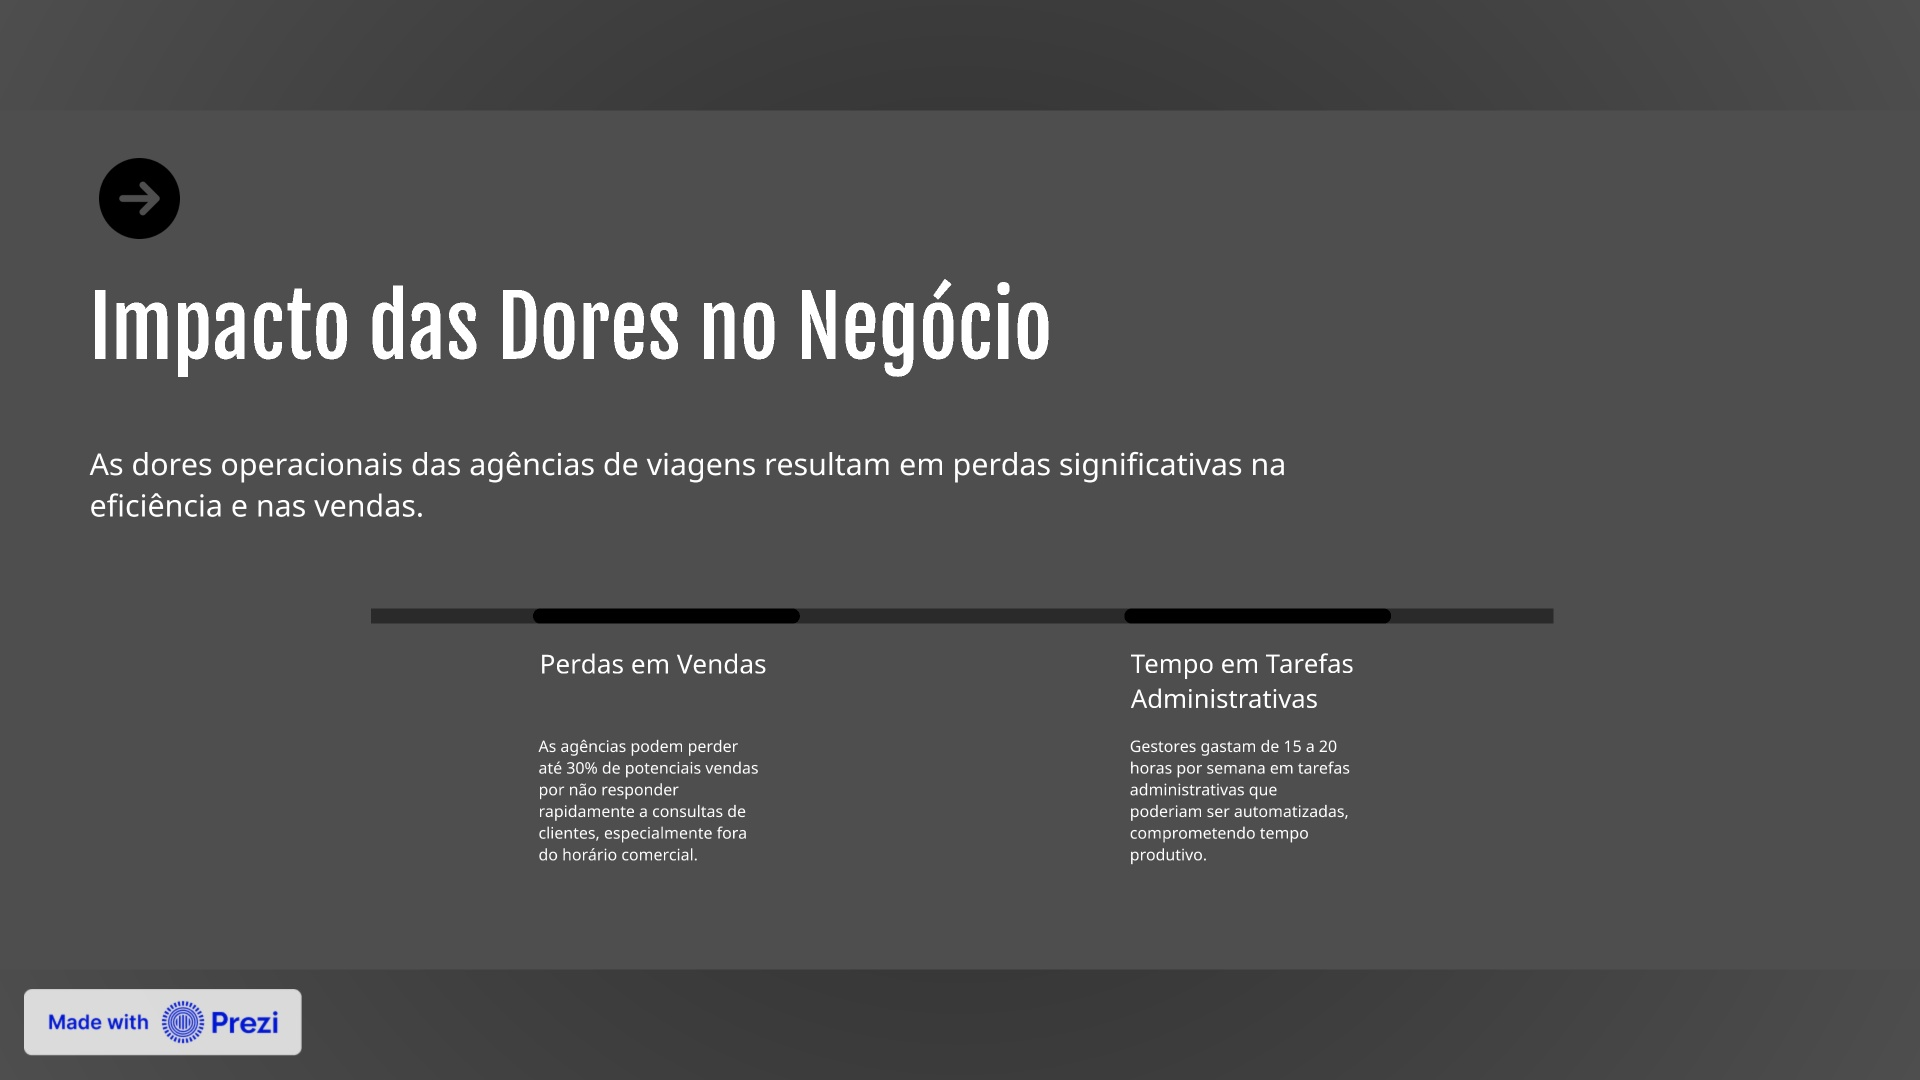 Impacto das Dores no Negócio
As dores operacionais das agências de viagens resultam em perdas significativas na
eficiência e nas vendas.
Perdas em Vendas
As agências podem perder
até 30% de potenciais vendas
por não responder
rapidamente a consultas de
clientes, especialmente fora
do horário comercial.
Tempo em Tarefas
Administrativas
Gestores gastam de 15 a 20
horas por semana em tarefas
administrativas que
poderiam ser automatizadas,
comprometendo tempo
produtivo.
Made with Prezi